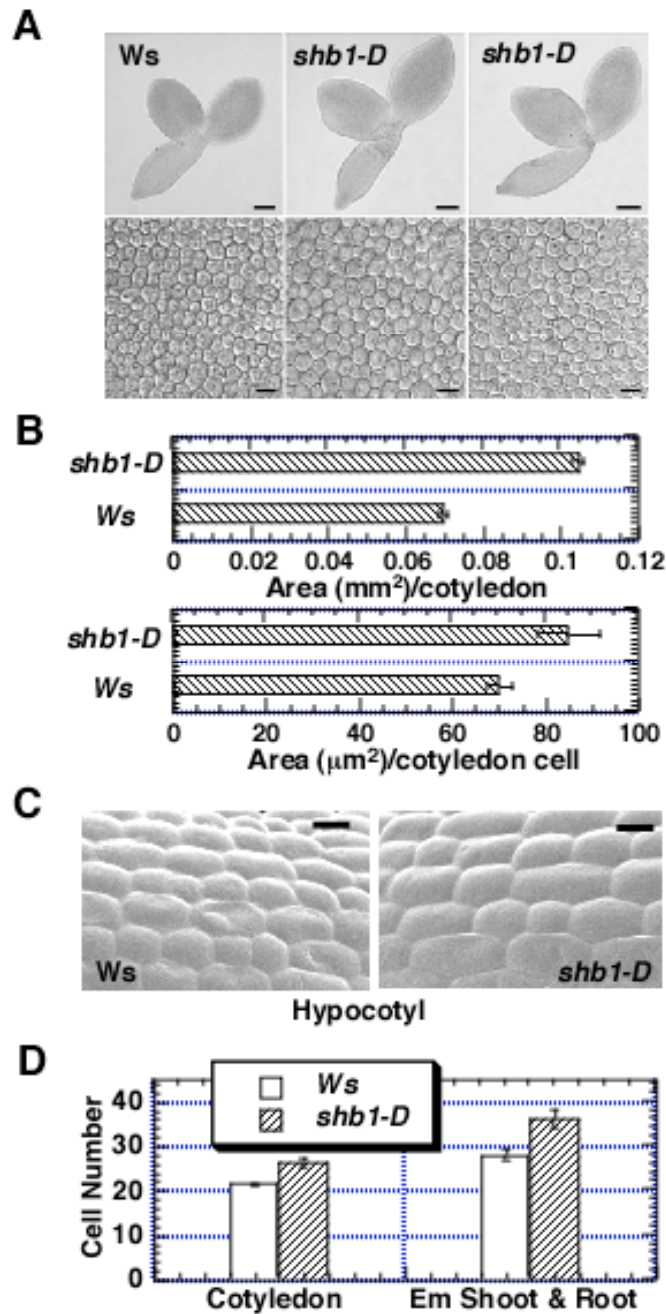 A
Ws shb1-D shb1-D
B
shb1-D
Ws
0 0.02 0.04 0.06 0.08 0.1 0.12
Area (mm²)/cotyledon
shb1-D
Ws
0 20 40 60 80 100
Area (μm²)/cotyledon cell
C
Ws shb1-D
Hypocotyl
D
Ws
shb1-D
Cell Number
40
30
20
10
0
Cotyledon Em Shoot & Root